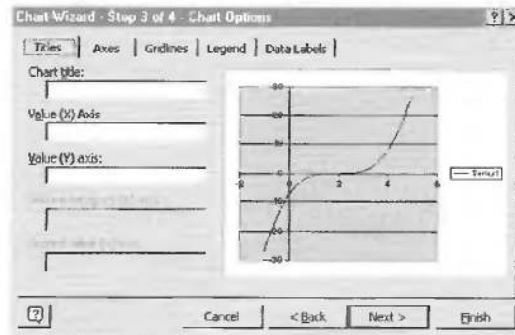 Chart Wizard - Step 3 of 4 - Chart Options
Titles Axes Gridlines Legend Data Labels
Chart title:
Value (X) Axis
Value (Y) axis:
30
20
10
-2 0 2 4 6
-10
-20
-30
Series1
Cancel < Back Next > Finish